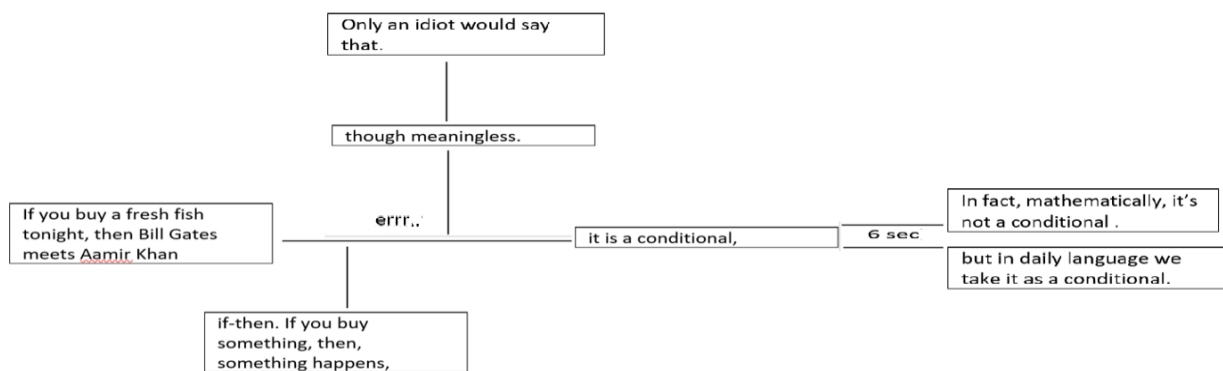 Only an idiot would say
that.
though meaningless.
If you buy a fresh fish
tonight, then Bill Gates
meets Aamir Khan
errr..
it is a conditional,
6 sec
In fact, mathematically, it's
not a conditional .
but in daily language we
take it as a conditional.
if-then. If you buy
something, then,
something happens,